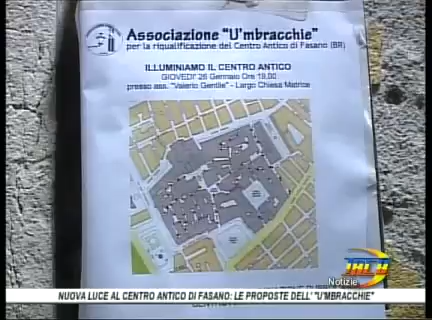 Associazione "U'mbracchie"
per la riqualificazione del Centro Antico di Fasano (BR)
ILLUMINIAMO IL CENTRO ANTICO
GIOVEDI' 26 Gennaio Ore 19,00
presso ass. "Valerio Gentile" - Largo Chiesa Matrice
Notizie
NUOVA LUCE AL CENTRO ANTICO DI FASANO: LE PROPOSTE DELL' "U'MBRACCHIE"